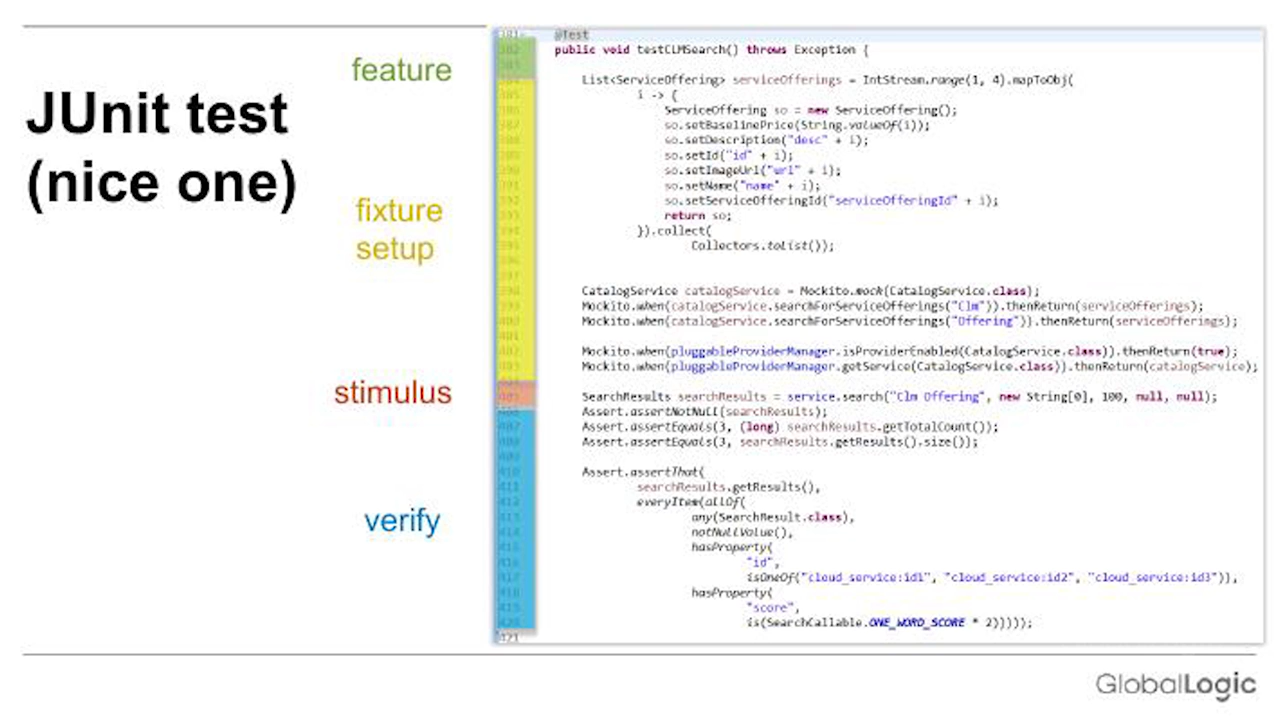 JUnit test
(nice one)
feature
fixture
setup
stimulus
verify
@Test
public void testCLMSearch() throws Exception {
List<ServiceOffering> serviceOfferings = IntStream.range(1, 4).mapToObj(
i -> {
ServiceOffering so = new ServiceOffering();
so.setBaselinePrice(String.valueOf(i));
so.setDescription("desc" + i);
so.setId("id" + i);
so.setImageUrl("url" + i);
so.setName("name" + i);
so.setServiceOfferingId("serviceOfferingId" + i);
return so;
}).collect(
Collectors.toList());
CatalogService catalogService = Mockito.mock(CatalogService.class);
Mockito.when(catalogService.searchForServiceOfferings("Clm")).thenReturn(serviceOfferings);
Mockito.when(catalogService.searchForServiceOfferings("Offering")).thenReturn(serviceOfferings);
Mockito.when(pluggableProviderManager.isProviderEnabled(CatalogService.class)).thenReturn(true);
Mockito.when(pluggableProviderManager.getService(CatalogService.class)).thenReturn(catalogService);
SearchResults searchResults = service.search("Clm Offering", new String[0], 100, null, null);
Assert.assertNotNull(searchResults);
Assert.assertEquals(3, (long) searchResults.getTotalCount());
Assert.assertEquals(3, searchResults.getResults().size());
Assert.assertThat(
searchResults.getResults(),
everyItem(allOf(
any(SearchResult.class),
notNullValue(),
hasProperty(
"id",
isOneOf("cloud_service:id1", "cloud_service:id2", "cloud_service:id3")),
hasProperty(
"score",
is(SearchCallable.ONE_WORD_SCORE * 2)))));
421
GlobalLogic